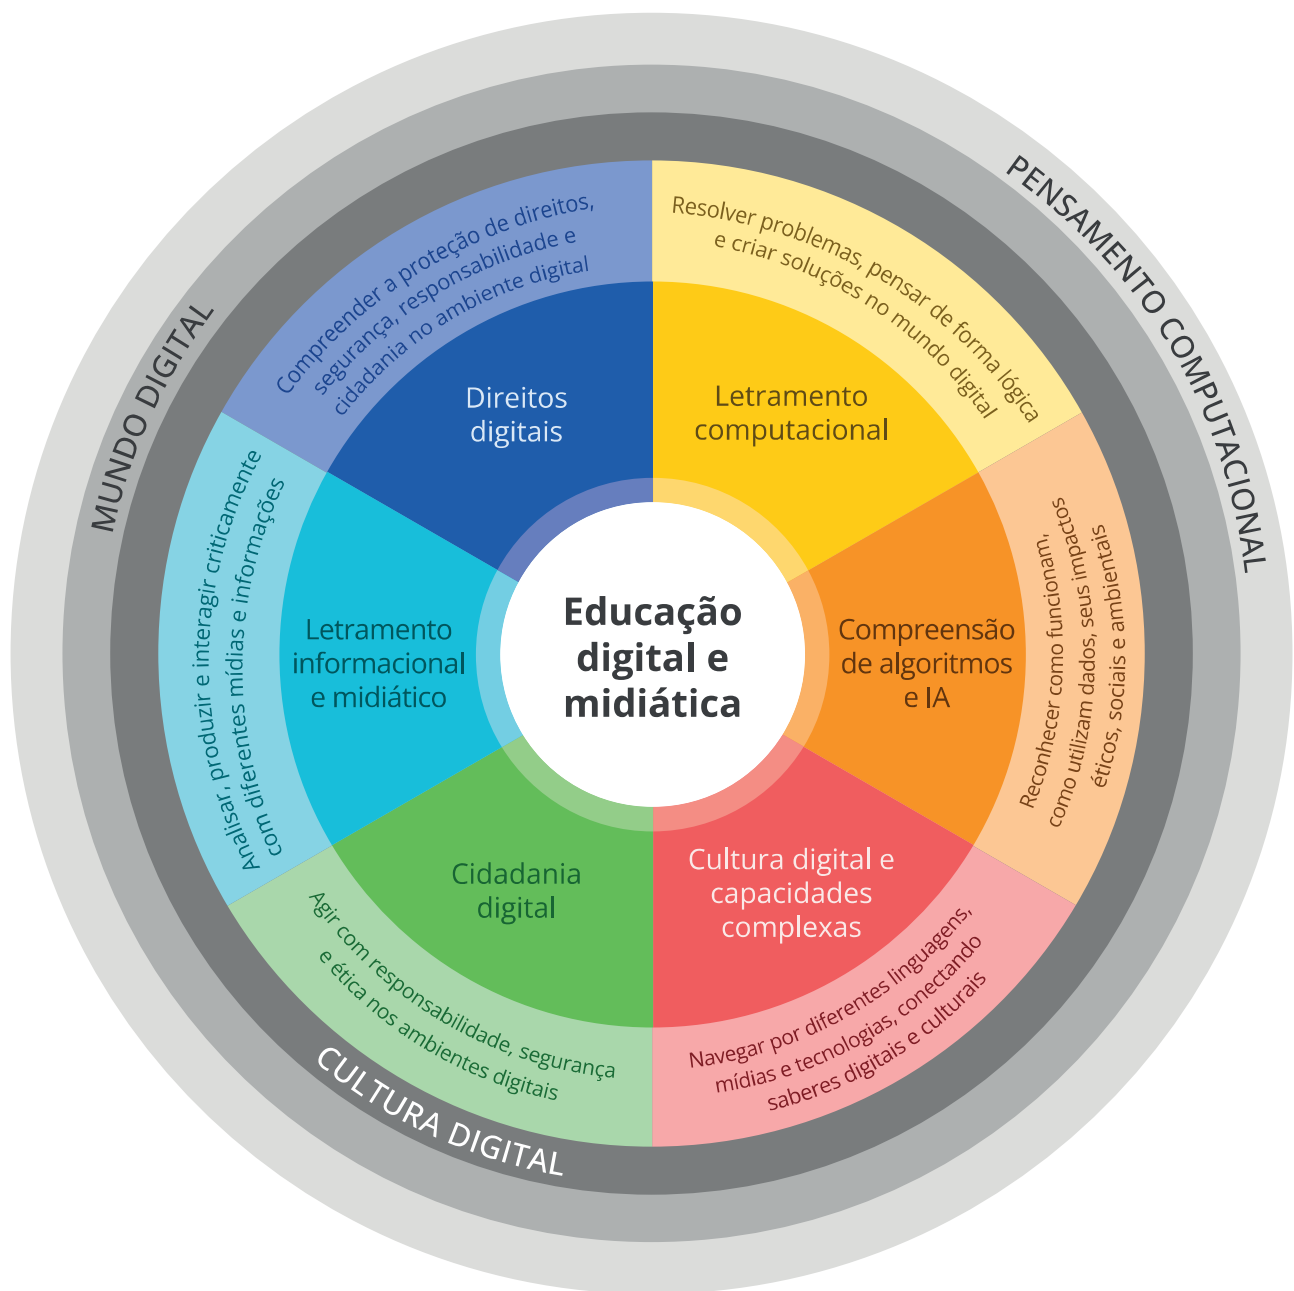 PENSAMENTO COMPUTACIONAL
MUNDO DIGITAL
CULTURA DIGITAL
Educação
digital e
midiática
Direitos
digitais
Compreender a proteção de direitos,
segurança, responsabilidade e
cidadania no ambiente digital
Letramento
computacional
Resolver problemas, pensar de forma lógica
e criar soluções no mundo digital
Compreensão
de algoritmos
e IA
Reconhecer como funcionam,
como utilizam dados, seus impactos
éticos, sociais e ambientais
Cultura digital e
capacidades
complexas
Navegar por diferentes linguagens,
mídias e tecnologias, conectando
saberes digitais e culturais
Cidadania
digital
Agir com responsabilidade, segurança
e ética nos ambientes digitais
Letramento
informacional
e midiático
Analisar, produzir e interagir criticamente
com diferentes mídias e informações